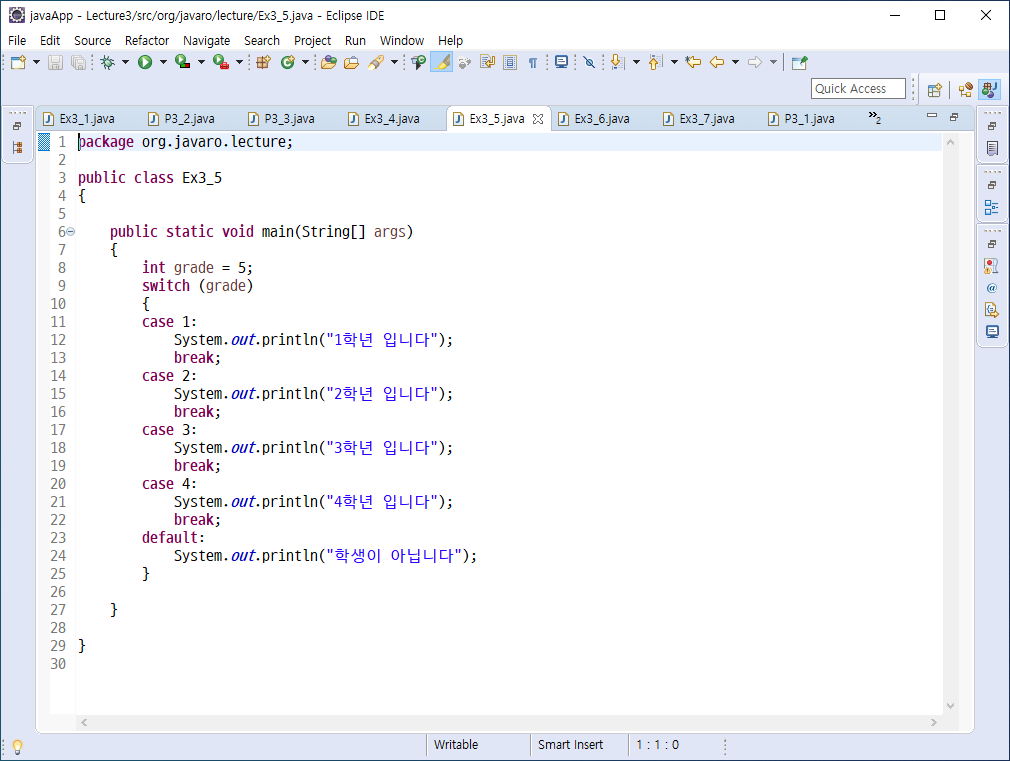 javaApp - Lecture3/src/org/javaro/lecture/Ex3_5.java - Eclipse IDE
File Edit Source Refactor Navigate Search Project Run Window Help
Quick Access
Ex3_1.java P3_2.java P3_3.java Ex3_4.java Ex3_5.java Ex3_6.java Ex3_7.java P3_1.java »2
1 package org.javaro.lecture;
2
3 public class Ex3_5
4 {
5
6 public static void main(String[] args)
7 {
8 int grade = 5;
9 switch (grade)
10 {
11 case 1:
12 System.out.println("1학년 입니다");
13 break;
14 case 2:
15 System.out.println("2학년 입니다");
16 break;
17 case 3:
18 System.out.println("3학년 입니다");
19 break;
20 case 4:
21 System.out.println("4학년 입니다");
22 break;
23 default:
24 System.out.println("학생이 아닙니다");
25 }
26
27 }
28
29 }
30
Writable Smart Insert 1 : 1 : 0